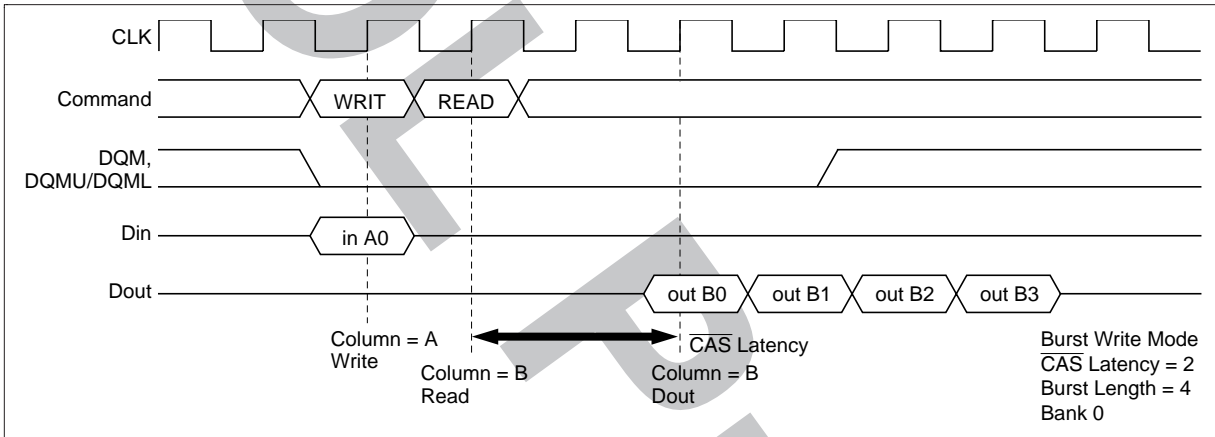 CLK
Command
WRIT
READ
DQM,
DQMU/DQML
Din
in A0
Dout
out B0
out B1
out B2
out B3
Column = A
Write
Column = B
Read
CAS Latency
Column = B
Dout
Burst Write Mode
CAS Latency = 2
Burst Length = 4
Bank 0